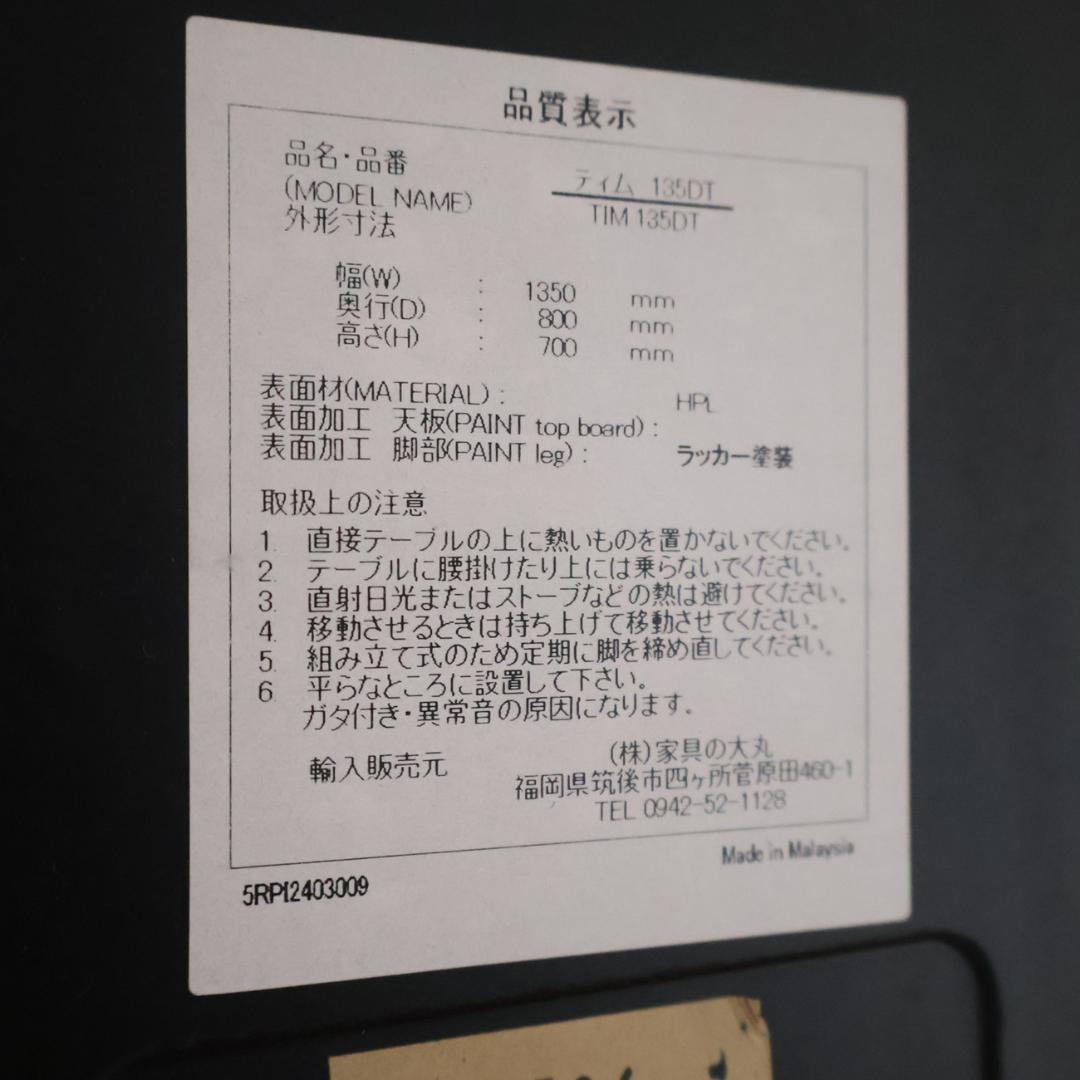 品質表示
品名・品番 ティム 135DT
(MODEL NAME) TIM 135DT
外形寸法
幅(W) : 1350 mm
奥行(D) : 800 mm
高さ(H) : 700 mm
表面材(MATERIAL) : HPL
表面加工 天板(PAINT top board) :
表面加工 脚部(PAINT leg) : ラッカー塗装
取扱上の注意
1. 直接テーブルの上に熱いものを置かないでください。
2. テーブルに腰掛けたり上には乗らないでください。
3. 直射日光またはストーブなどの熱は避けてください。
4. 移動させるときは持ち上げて移動させてください。
5. 組み立て式のため定期に脚を締め直してください。
6. 平らなところに設置して下さい。
ガタ付き・異常音の原因になります。
輸入販売元 (株)家具の大丸
福岡県筑後市四ヶ所菅原田460-1
TEL 0942-52-1128
Made in Malaysia
5RPI2403009